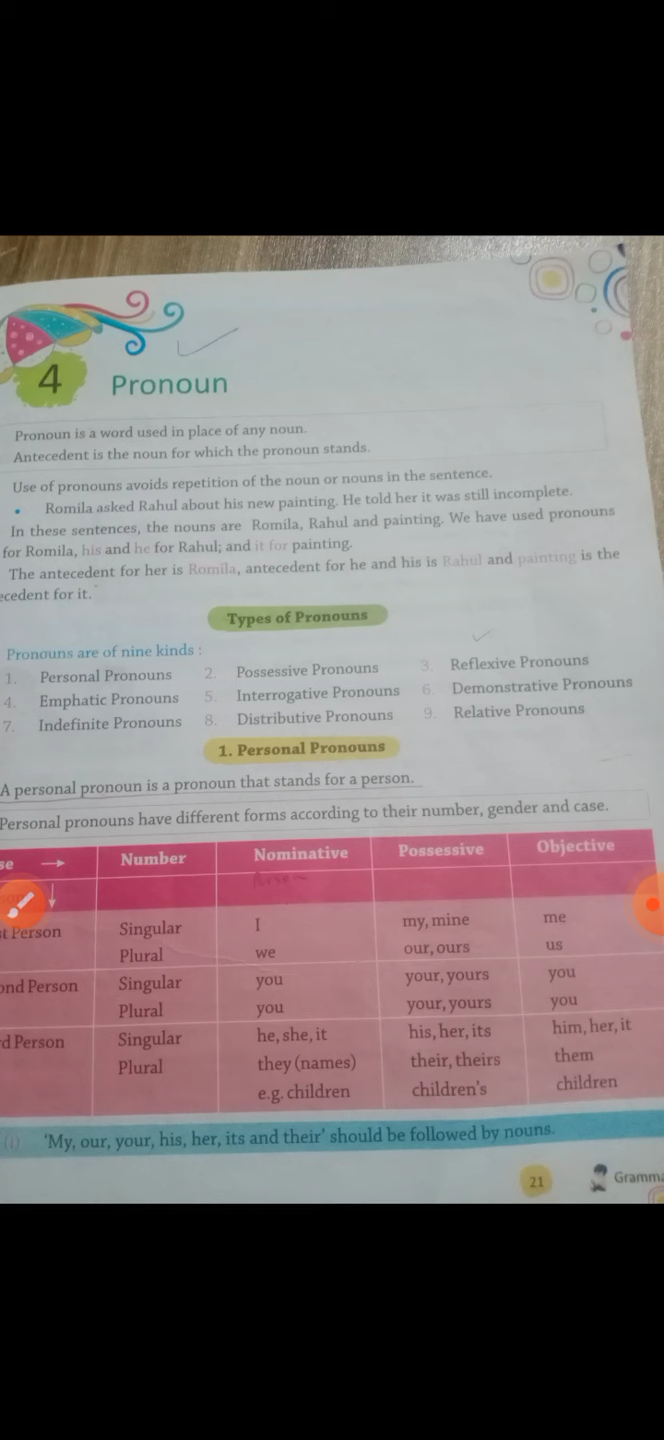 4
Pronoun
Pronoun is a word used in place of any noun.
Antecedent is the noun for which the pronoun stands.
Use of pronouns avoids repetition of the noun or nouns in the sentence.
• Romila asked Rahul about his new painting. He told her it was still incomplete.
In these sentences, the nouns are Romila, Rahul and painting. We have used pronouns
for Romila, his and he for Rahul; and it for painting.
The antecedent for her is Romila, antecedent for he and his is Rahul and painting is the
ecedent for it.
Types of Pronouns
Pronouns are of nine kinds :
1. Personal Pronouns 2. Possessive Pronouns 3. Reflexive Pronouns
4. Emphatic Pronouns 5. Interrogative Pronouns 6. Demonstrative Pronouns
7. Indefinite Pronouns 8. Distributive Pronouns 9. Relative Pronouns
1. Personal Pronouns
A personal pronoun is a pronoun that stands for a person.
Personal pronouns have different forms according to their number, gender and case.
se → Number Nominative Possessive Objective
st Person Singular I my, mine me
Plural we our, ours us
ond Person Singular you your, yours you
Plural you your, yours you
rd Person Singular he, she, it his, her, its him, her, it
Plural they (names) their, theirs them
e.g. children children's children
(i) 'My, our, your, his, her, its and their' should be followed by nouns.
21 Gramma